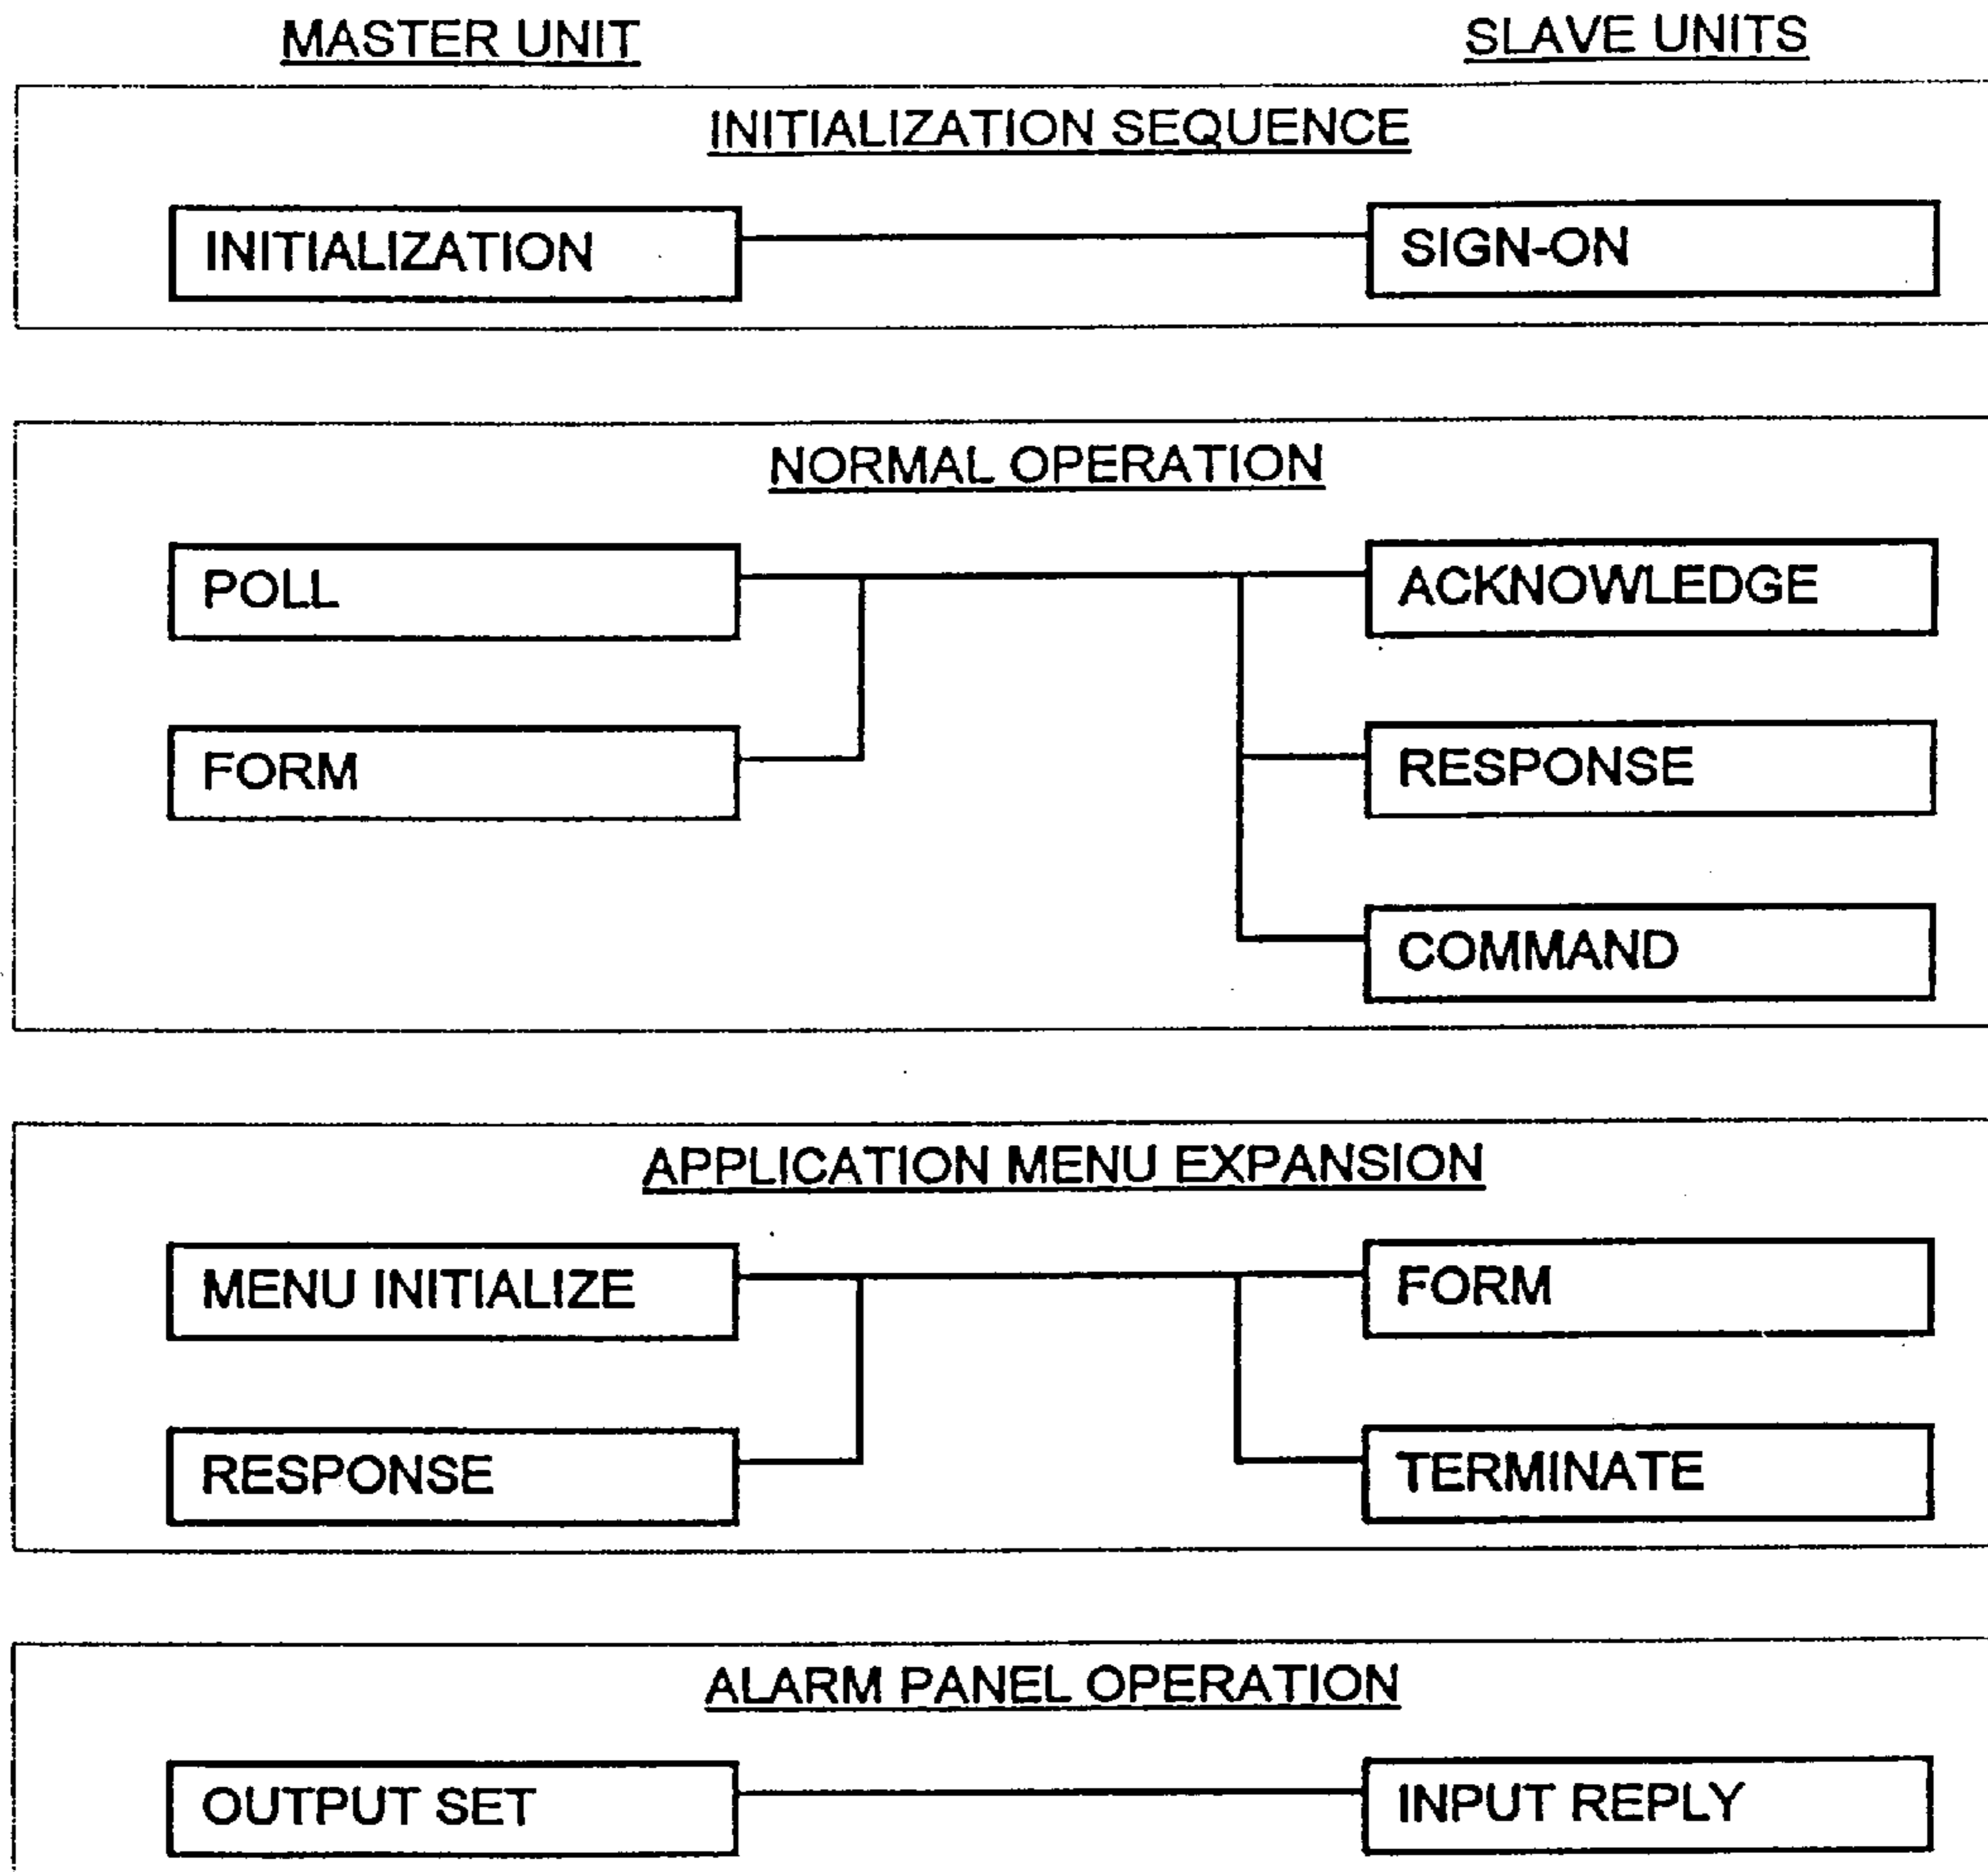 MASTER UNIT SLAVE UNITS
INITIALIZATION SEQUENCE
INITIALIZATION SIGN-ON
NORMAL OPERATION
POLL ACKNOWLEDGE
FORM RESPONSE
COMMAND
APPLICATION MENU EXPANSION
MENU INITIALIZE FORM
RESPONSE TERMINATE
ALARM PANEL OPERATION
OUTPUT SET INPUT REPLY